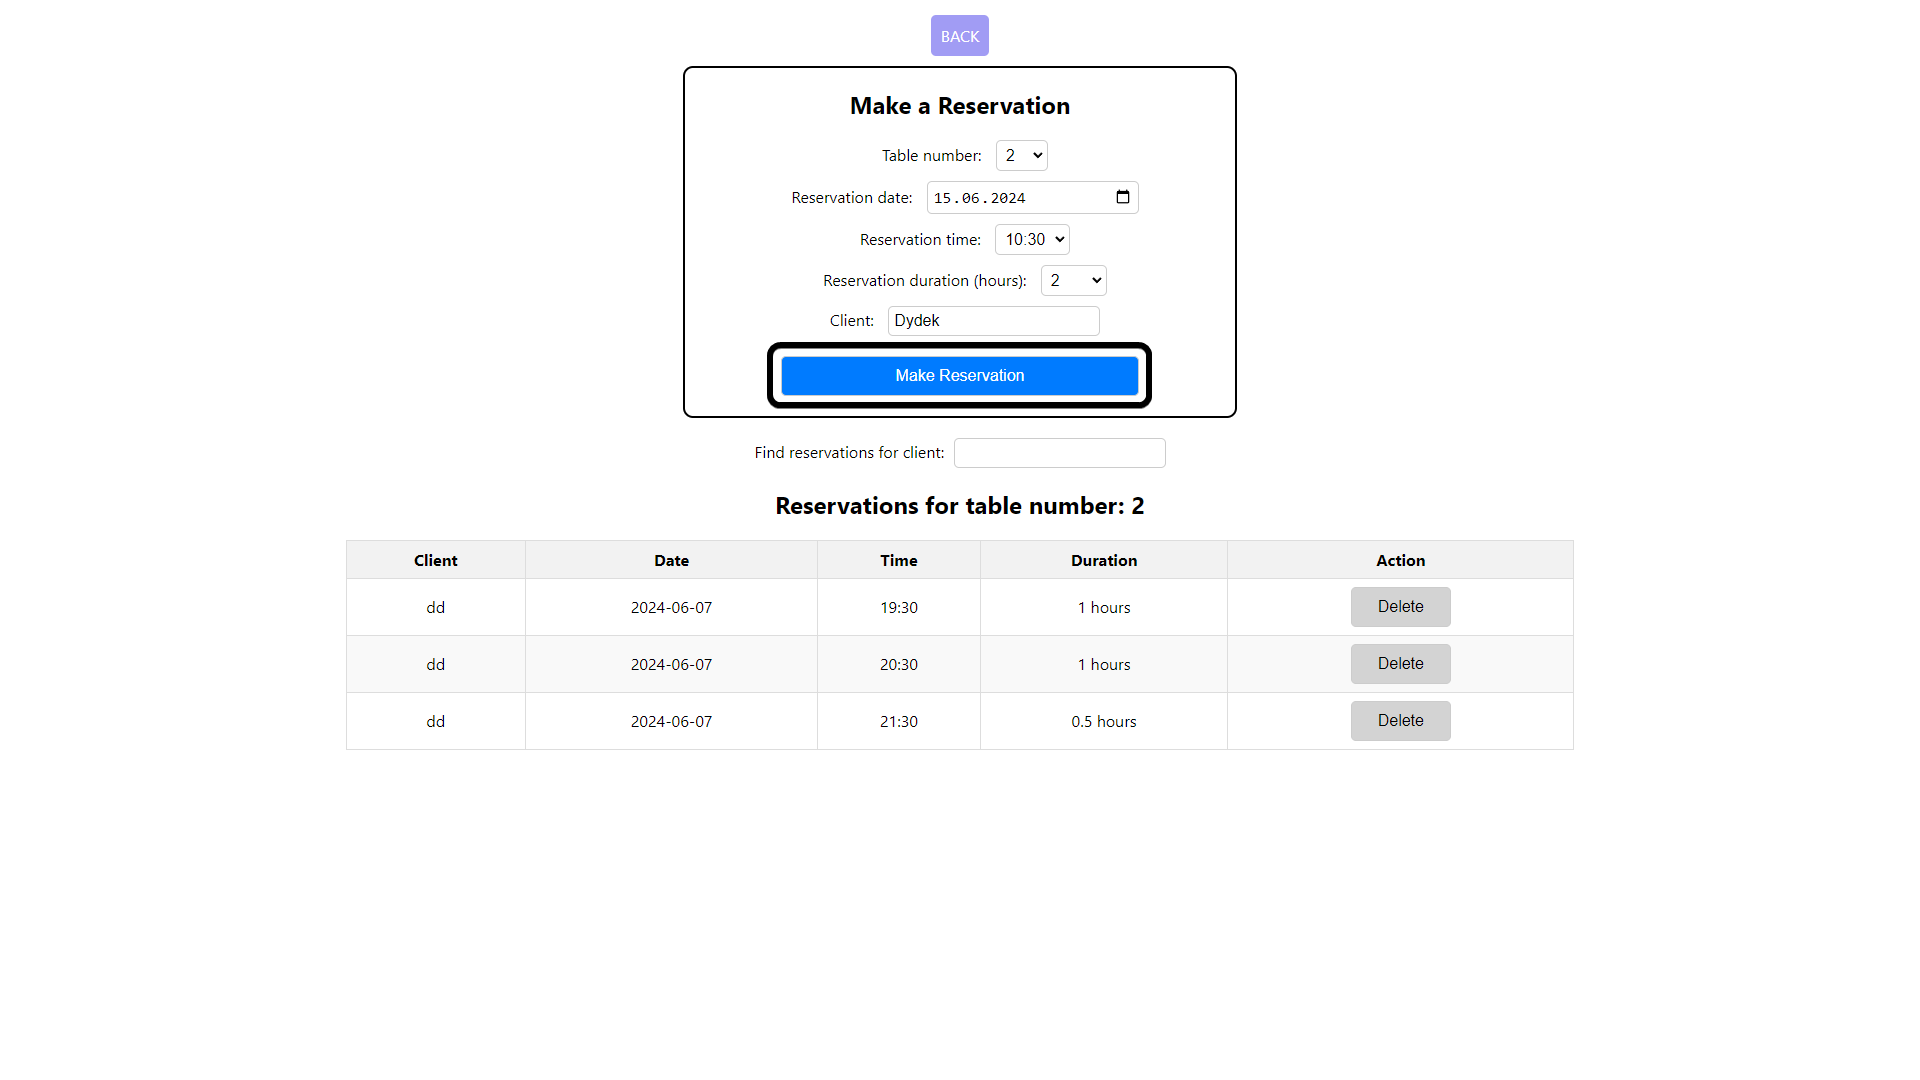 BACK
Make a Reservation
Table number: 2
Reservation date: 15.06.2024
Reservation time: 10:30
Reservation duration (hours): 2
Client: Dydek
Make Reservation
Find reservations for client:
Reservations for table number: 2
Client Date Time Duration Action
dd 2024-06-07 19:30 1 hours Delete
dd 2024-06-07 20:30 1 hours Delete
dd 2024-06-07 21:30 0.5 hours Delete